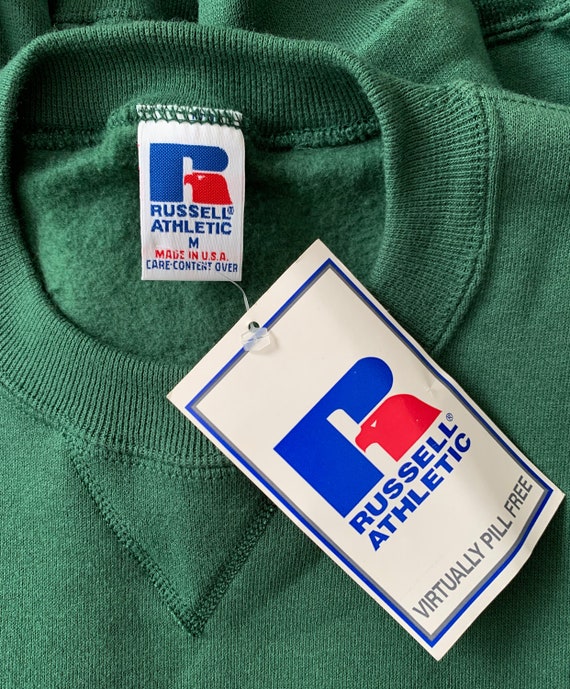 RUSSELL®
ATHLETIC
M
MADE IN U.S.A.
CARE-CONTENT OVER
RUSSELL®
ATHLETIC
VIRTUALLY PILL FREE